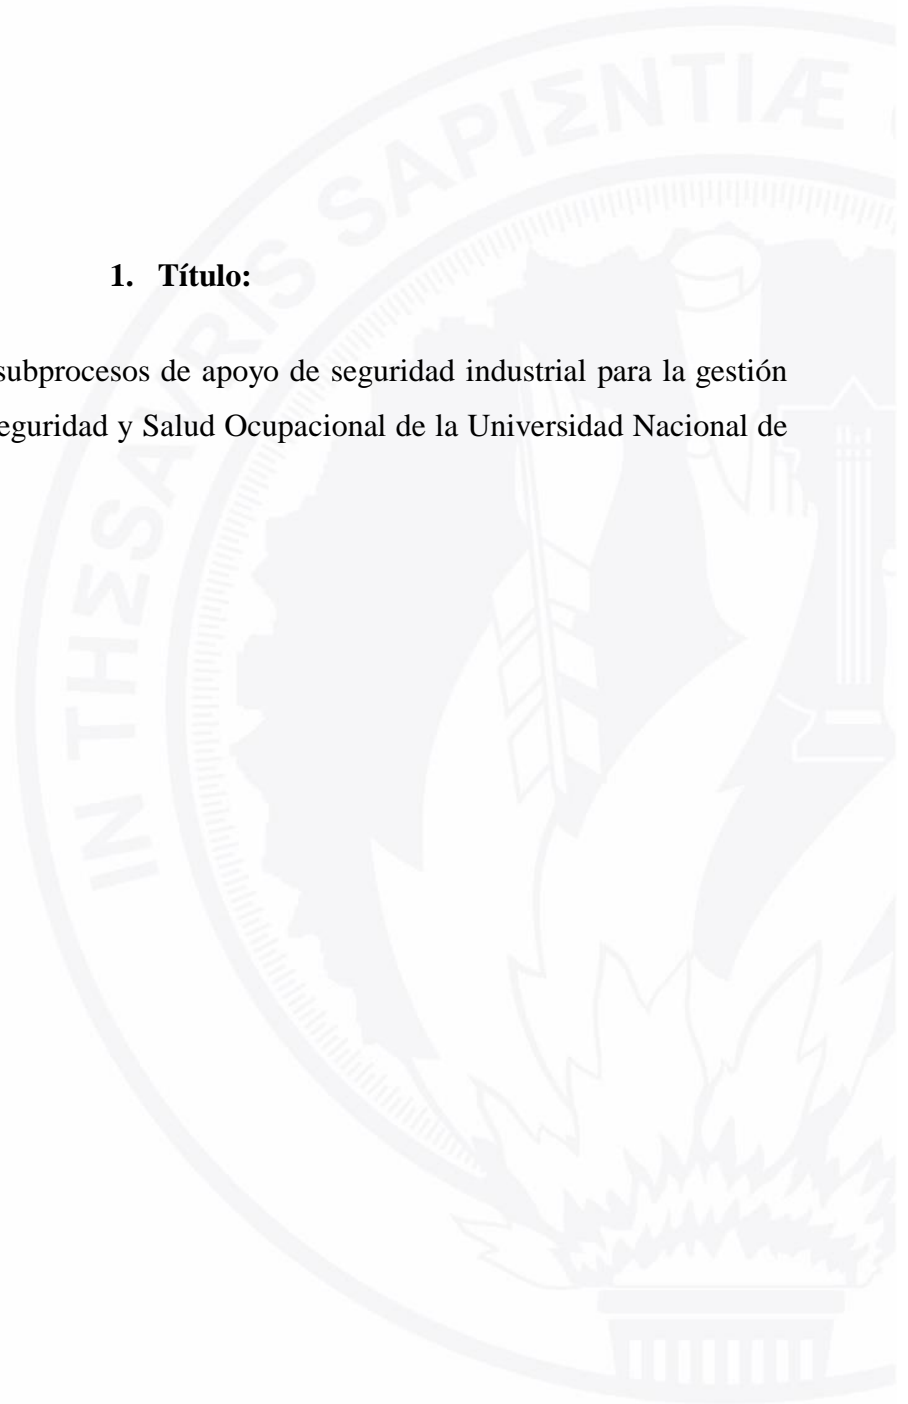 IN THESARIS SAPIENTIÆ
1. Título:
subprocesos de apoyo de seguridad industrial para la gestión
eguridad y Salud Ocupacional de la Universidad Nacional de